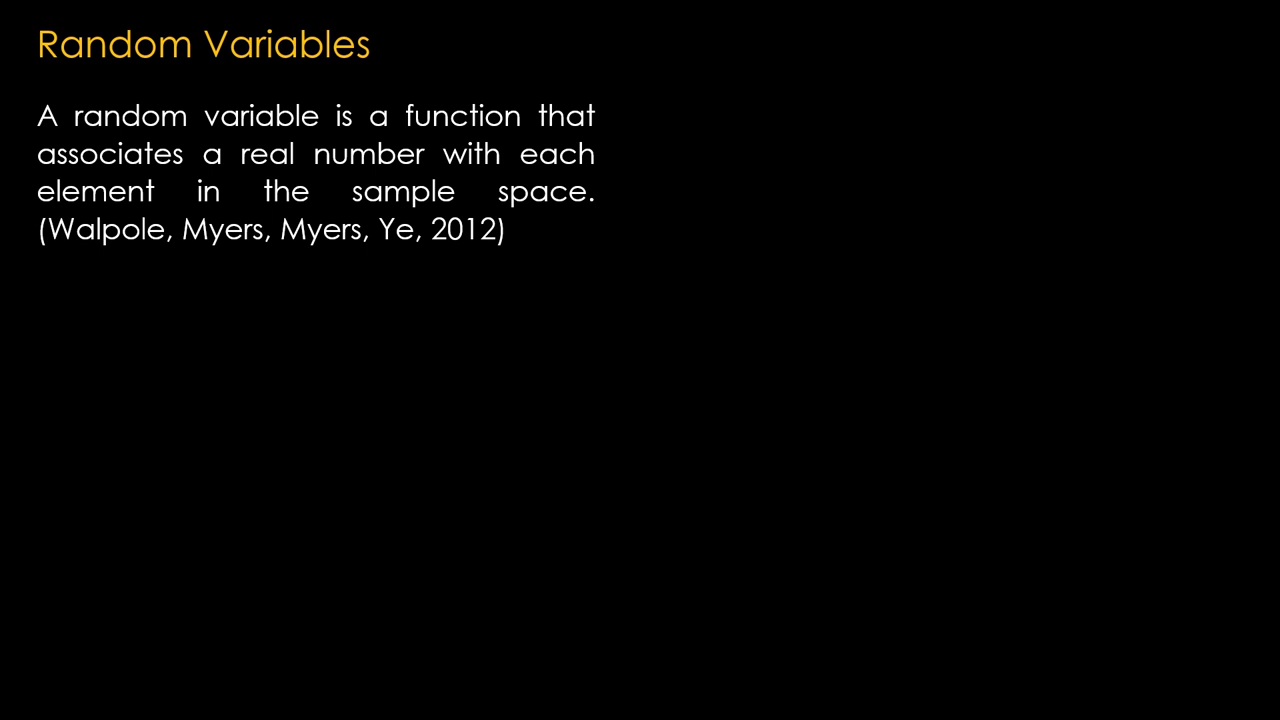 Random Variables
A random variable is a function that
associates a real number with each
element in the sample space.
(Walpole, Myers, Myers, Ye, 2012)